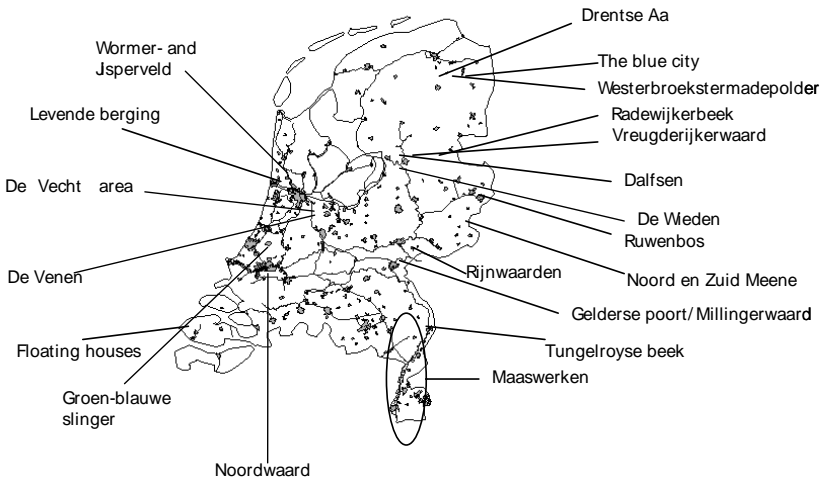 Drentse Aa
Wormer- and
Jisperveld
The blue city
Westerbroekstermadepolder
Levende berging
Radewijkerbeek
Vreugderijkerwaard
De Vecht area
Dalfsen
De Wieden
Ruwenbos
De Venen
Rijnwaarden
Noord en Zuid Meene
Gelderse poort/Millingerwaard
Floating houses
Tungelroyse beek
Maaswerken
Groen-blauwe
slinger
Noordwaard